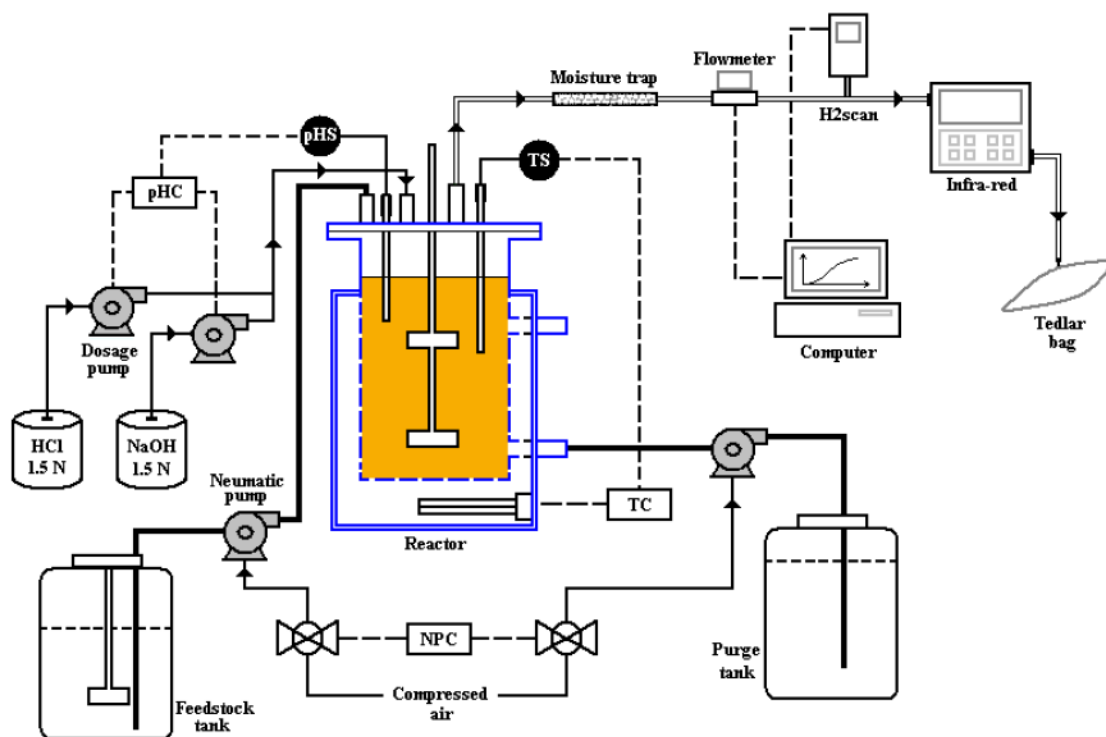 Flowmeter
Moisture trap
H2scan
Infra-red
pHS
TS
pHC
Tedlar
bag
Computer
Dosage
pump
HCl
1.5 N
NaOH
1.5 N
Neumatic
pump
TC
Reactor
NPC
Purge
tank
Compressed
air
Feedstock
tank